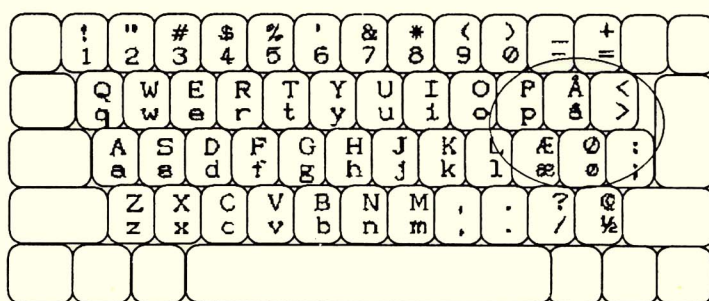 ! " # $ % ' & * ( ) _ +
1 2 3 4 5 6 7 8 9 0 — =
Q W E R T Y U I O P Å <
q w e r t y u i o p å >
A S D F G H J K L Æ Ø :
a s d f g h j k l æ ø ;
Z X C V B N M , . ? @
z x c v b n m , . / ½